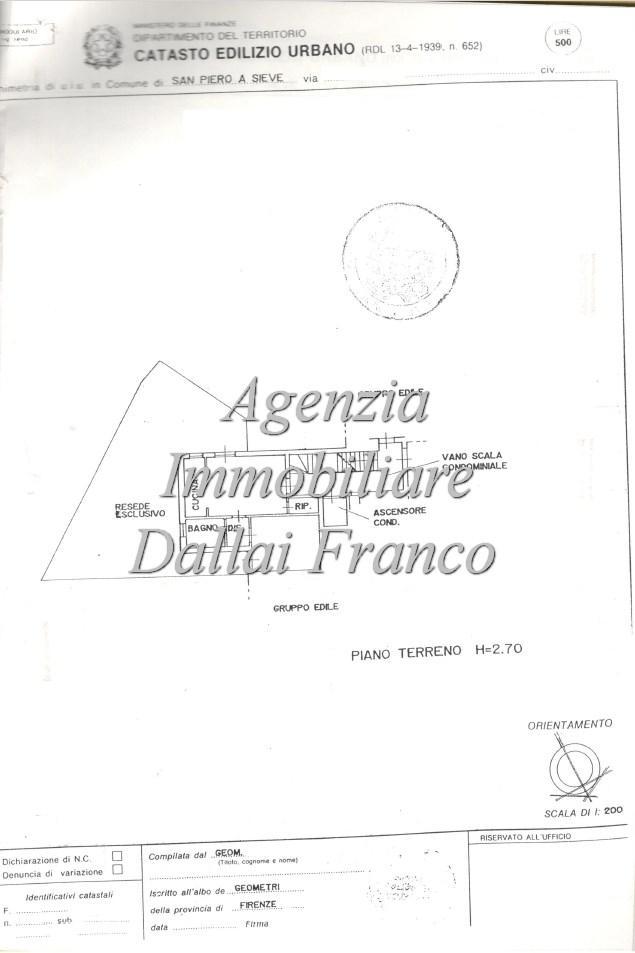 MINISTERO DELLE FINANZE
DIPARTIMENTO DEL TERRITORIO
CATASTO EDILIZIO URBANO (RDL 13-4-1939, n. 652)
LIRE
500
in Comune di SAN PIERO A SIEVE via civ.
Agenzia
Immobiliare
Dallai Franco
EDILE
VANO SCALA
CONDOMINIALE
CUCINA
RESEDE
ESCLUSIVO
RIP.
ASCENSORE
COND.
BAGNO
GRUPPO EDILE
PIANO TERRENO H=2.70
ORIENTAMENTO
SCALA DI I: 200
Dichiarazione di N.C.
Denuncia di variazione
Identificativi catastali
F.
n. sub
Compilata dal GEOM.
(Titolo, cognome e nome)
Iscritto all'albo de GEOMETRI
della provincia di FIRENZE
data Firma
RISERVATO ALL'UFFICIO